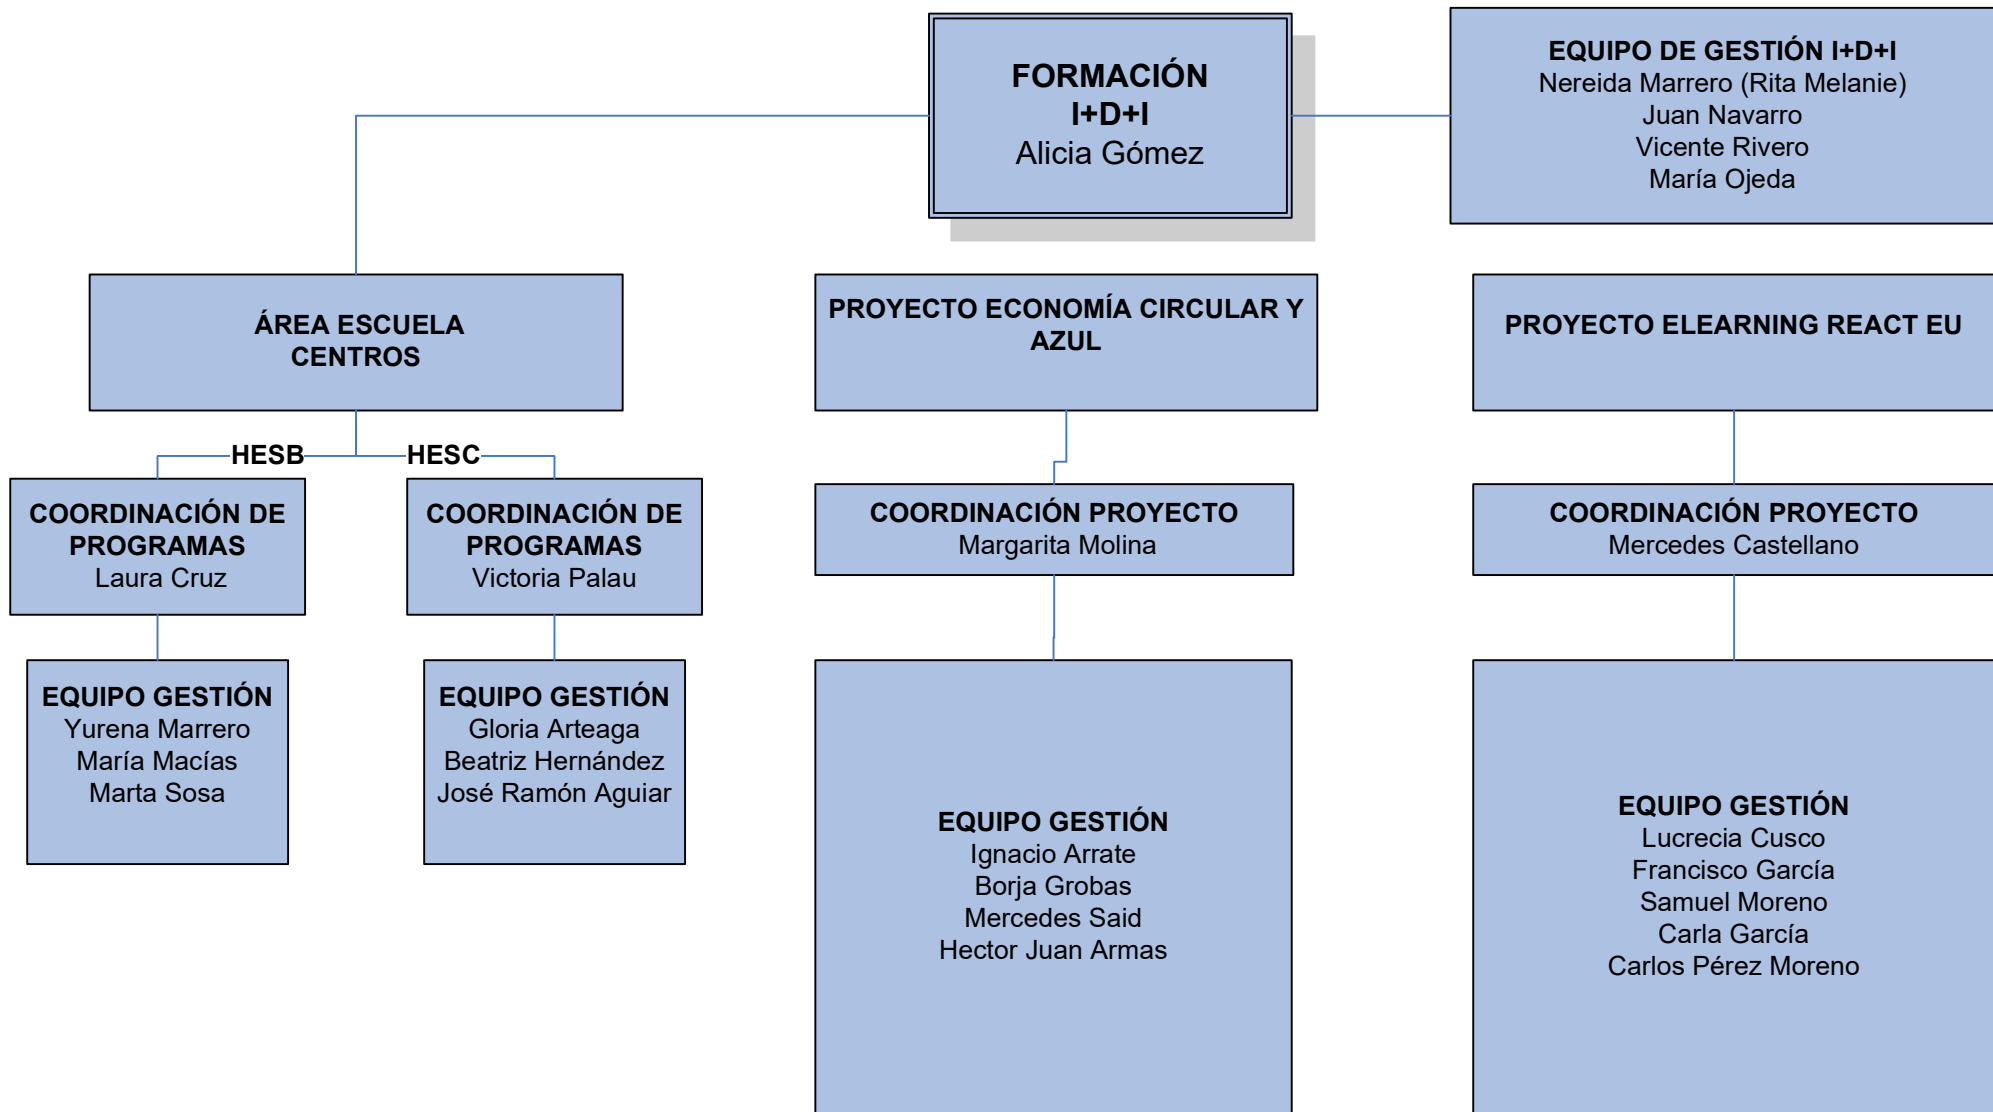 FORMACIÓN
I+D+I
Alicia Gómez
EQUIPO DE GESTIÓN I+D+I
Nereida Marrero (Rita Melanie)
Juan Navarro
Vicente Rivero
María Ojeda
ÁREA ESCUELA
CENTROS
PROYECTO ECONOMÍA CIRCULAR Y
AZUL
PROYECTO ELEARNING REACT EU
HESB
HESC
COORDINACIÓN DE
PROGRAMAS
Laura Cruz
COORDINACIÓN DE
PROGRAMAS
Victoria Palau
COORDINACIÓN PROYECTO
Margarita Molina
COORDINACIÓN PROYECTO
Mercedes Castellano
EQUIPO GESTIÓN
Yurena Marrero
María Macías
Marta Sosa
EQUIPO GESTIÓN
Gloria Arteaga
Beatriz Hernández
José Ramón Aguiar
EQUIPO GESTIÓN
Ignacio Arrate
Borja Grobas
Mercedes Said
Hector Juan Armas
EQUIPO GESTIÓN
Lucrecia Cusco
Francisco García
Samuel Moreno
Carla García
Carlos Pérez Moreno